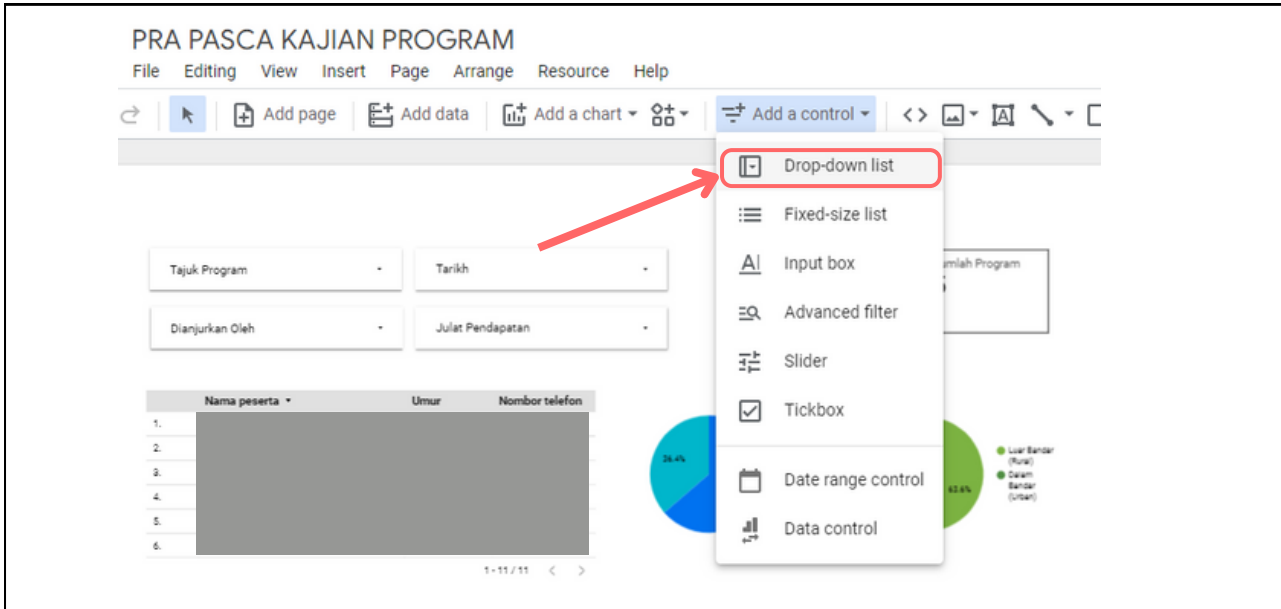 PRA PASCA KAJIAN PROGRAM
File Editing View Insert Page Arrange Resource Help
Add page Add data Add a chart Add a control
Drop-down list
Fixed-size list
Input box
Advanced filter
Slider
Tickbox
Date range control
Data control
Tajuk Program Tarikh
Dianjurkan Oleh Julat Pendapatan
mlah Program
Nama peserta Umur Nombor telefon
1.
2.
3.
4.
5.
6.
1-11/11 < >
26.4%
63.6%
Luar Bandar
(Rural)
Dalam
Bandar
(Urban)